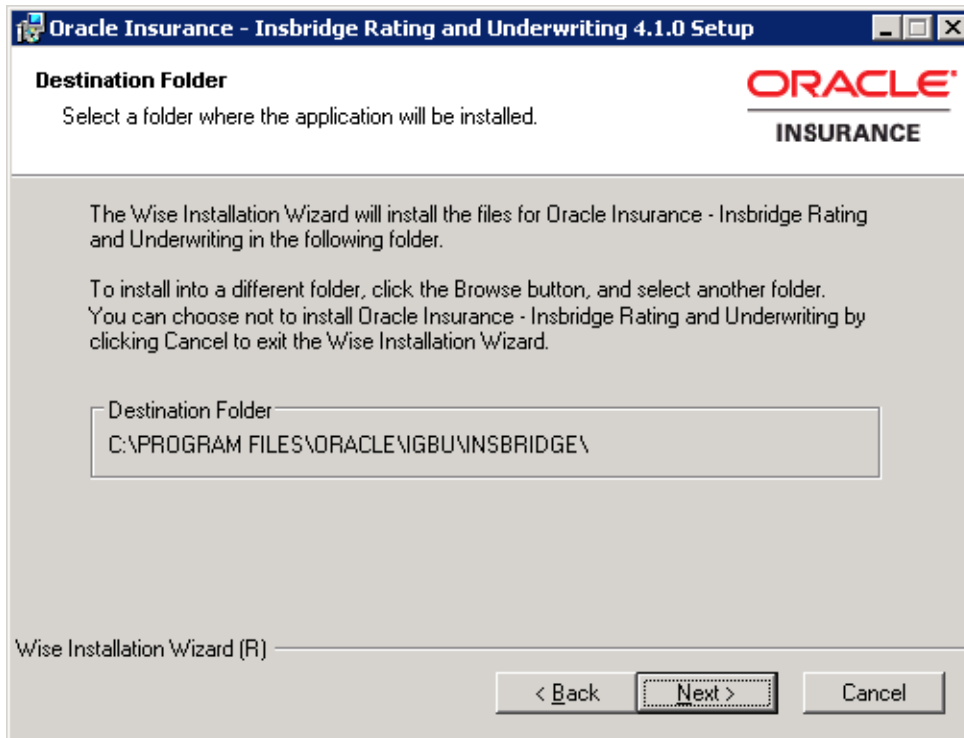 Oracle Insurance - Insbridge Rating and Underwriting 4.1.0 Setup
Destination Folder
Select a folder where the application will be installed.
ORACLE®
INSURANCE
The Wise Installation Wizard will install the files for Oracle Insurance - Insbridge Rating
and Underwriting in the following folder.
To install into a different folder, click the Browse button, and select another folder.
You can choose not to install Oracle Insurance - Insbridge Rating and Underwriting by
clicking Cancel to exit the Wise Installation Wizard.
Destination Folder
C:\PROGRAM FILES\ORACLE\IGBU\INSBRIDGE\
Wise Installation Wizard (R)
< Back Next > Cancel